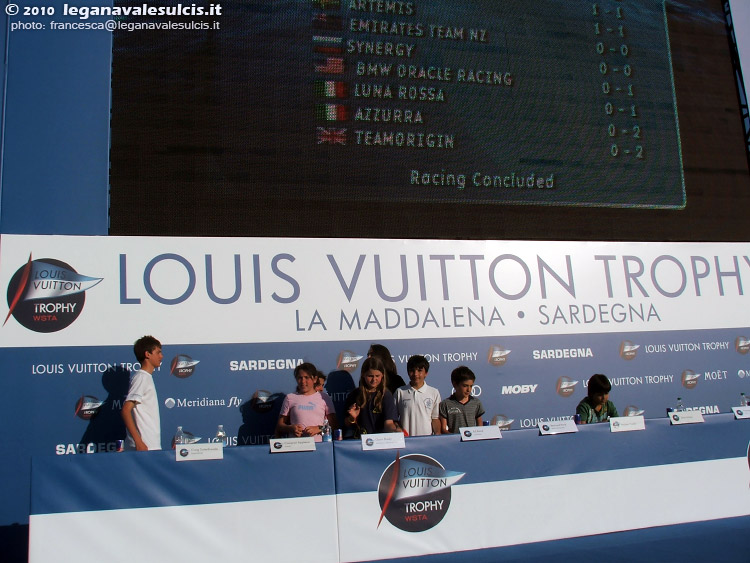 © 2010 leganavalesulcis.it
photo: francesca@leganavalesulcis.it
ARTEMIS 1 - 1
EMIRATES TEAM NZ 1 - 1
SYNERGY 0 - 0
BMW ORACLE RACING 0 - 0
LUNA ROSSA 0 - 1
AZZURRA 0 - 2
TEAMORIGIN 0 - 2
Racing Concluded
LOUIS VUITTON TROPHY
LA MADDALENA • SARDEGNA
LOUIS VUITTON
TROPHY
WSTA
LOUIS VUITTON TROPHY
SARDEGNA
LOUIS VUITTON TROPHY
SARDEGNA
LOUIS VUITTON TROPHY
Meridiana fly
MOBY
LOUIS VUITTON TROPHY
MOËT
SARDEGNA
LOUIS VUITTON
SARDEGNA
LOUIS VUITTON
TROPHY
WSTA